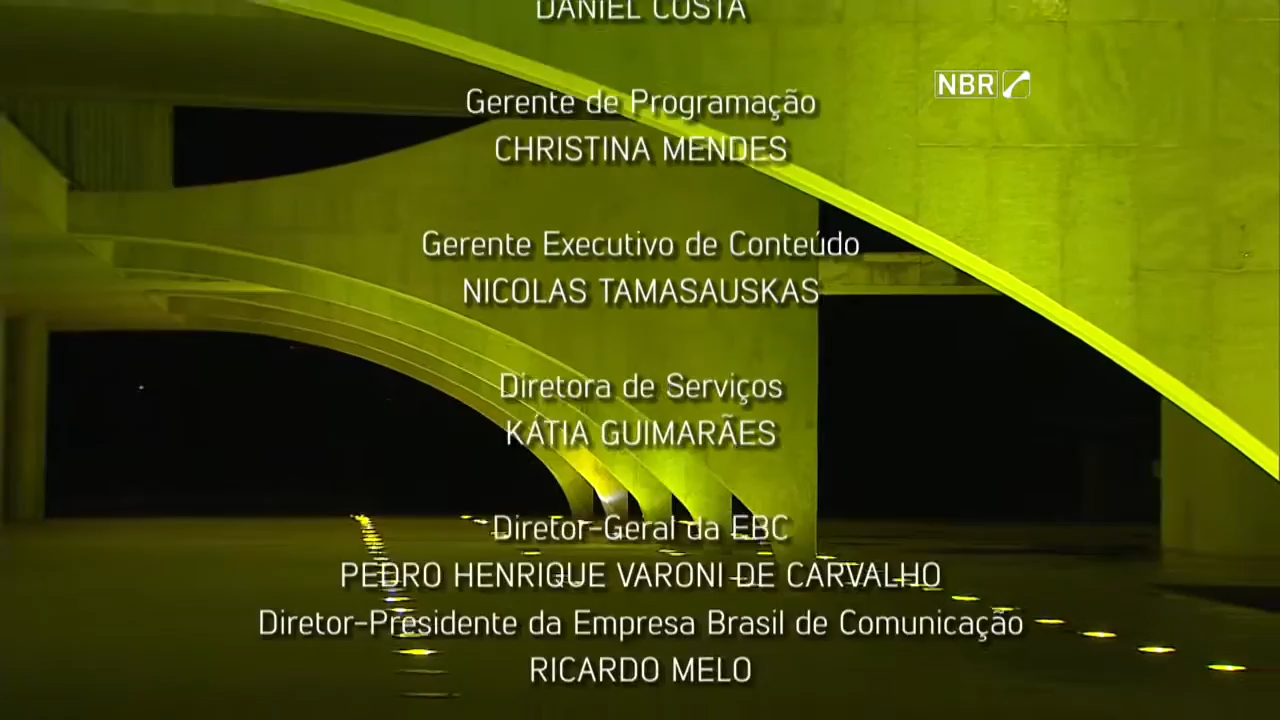 DANIEL COSTA
NBR
Gerente de Programação
CHRISTINA MENDES
Gerente Executivo de Conteúdo
NICOLAS TAMASAUSKAS
Diretora de Serviços
KÁTIA GUIMARÃES
Diretor-Geral da EBC
PEDRO HENRIQUE VARONI DE CARVALHO
Diretor-Presidente da Empresa Brasil de Comunicação
RICARDO MELO